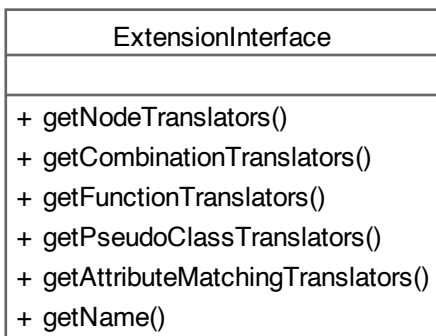 ExtensionInterface
+ getNodeTranslators()
+ getCombinationTranslators()
+ getFunctionTranslators()
+ getPseudoClassTranslators()
+ getAttributeMatchingTranslators()
+ getName()